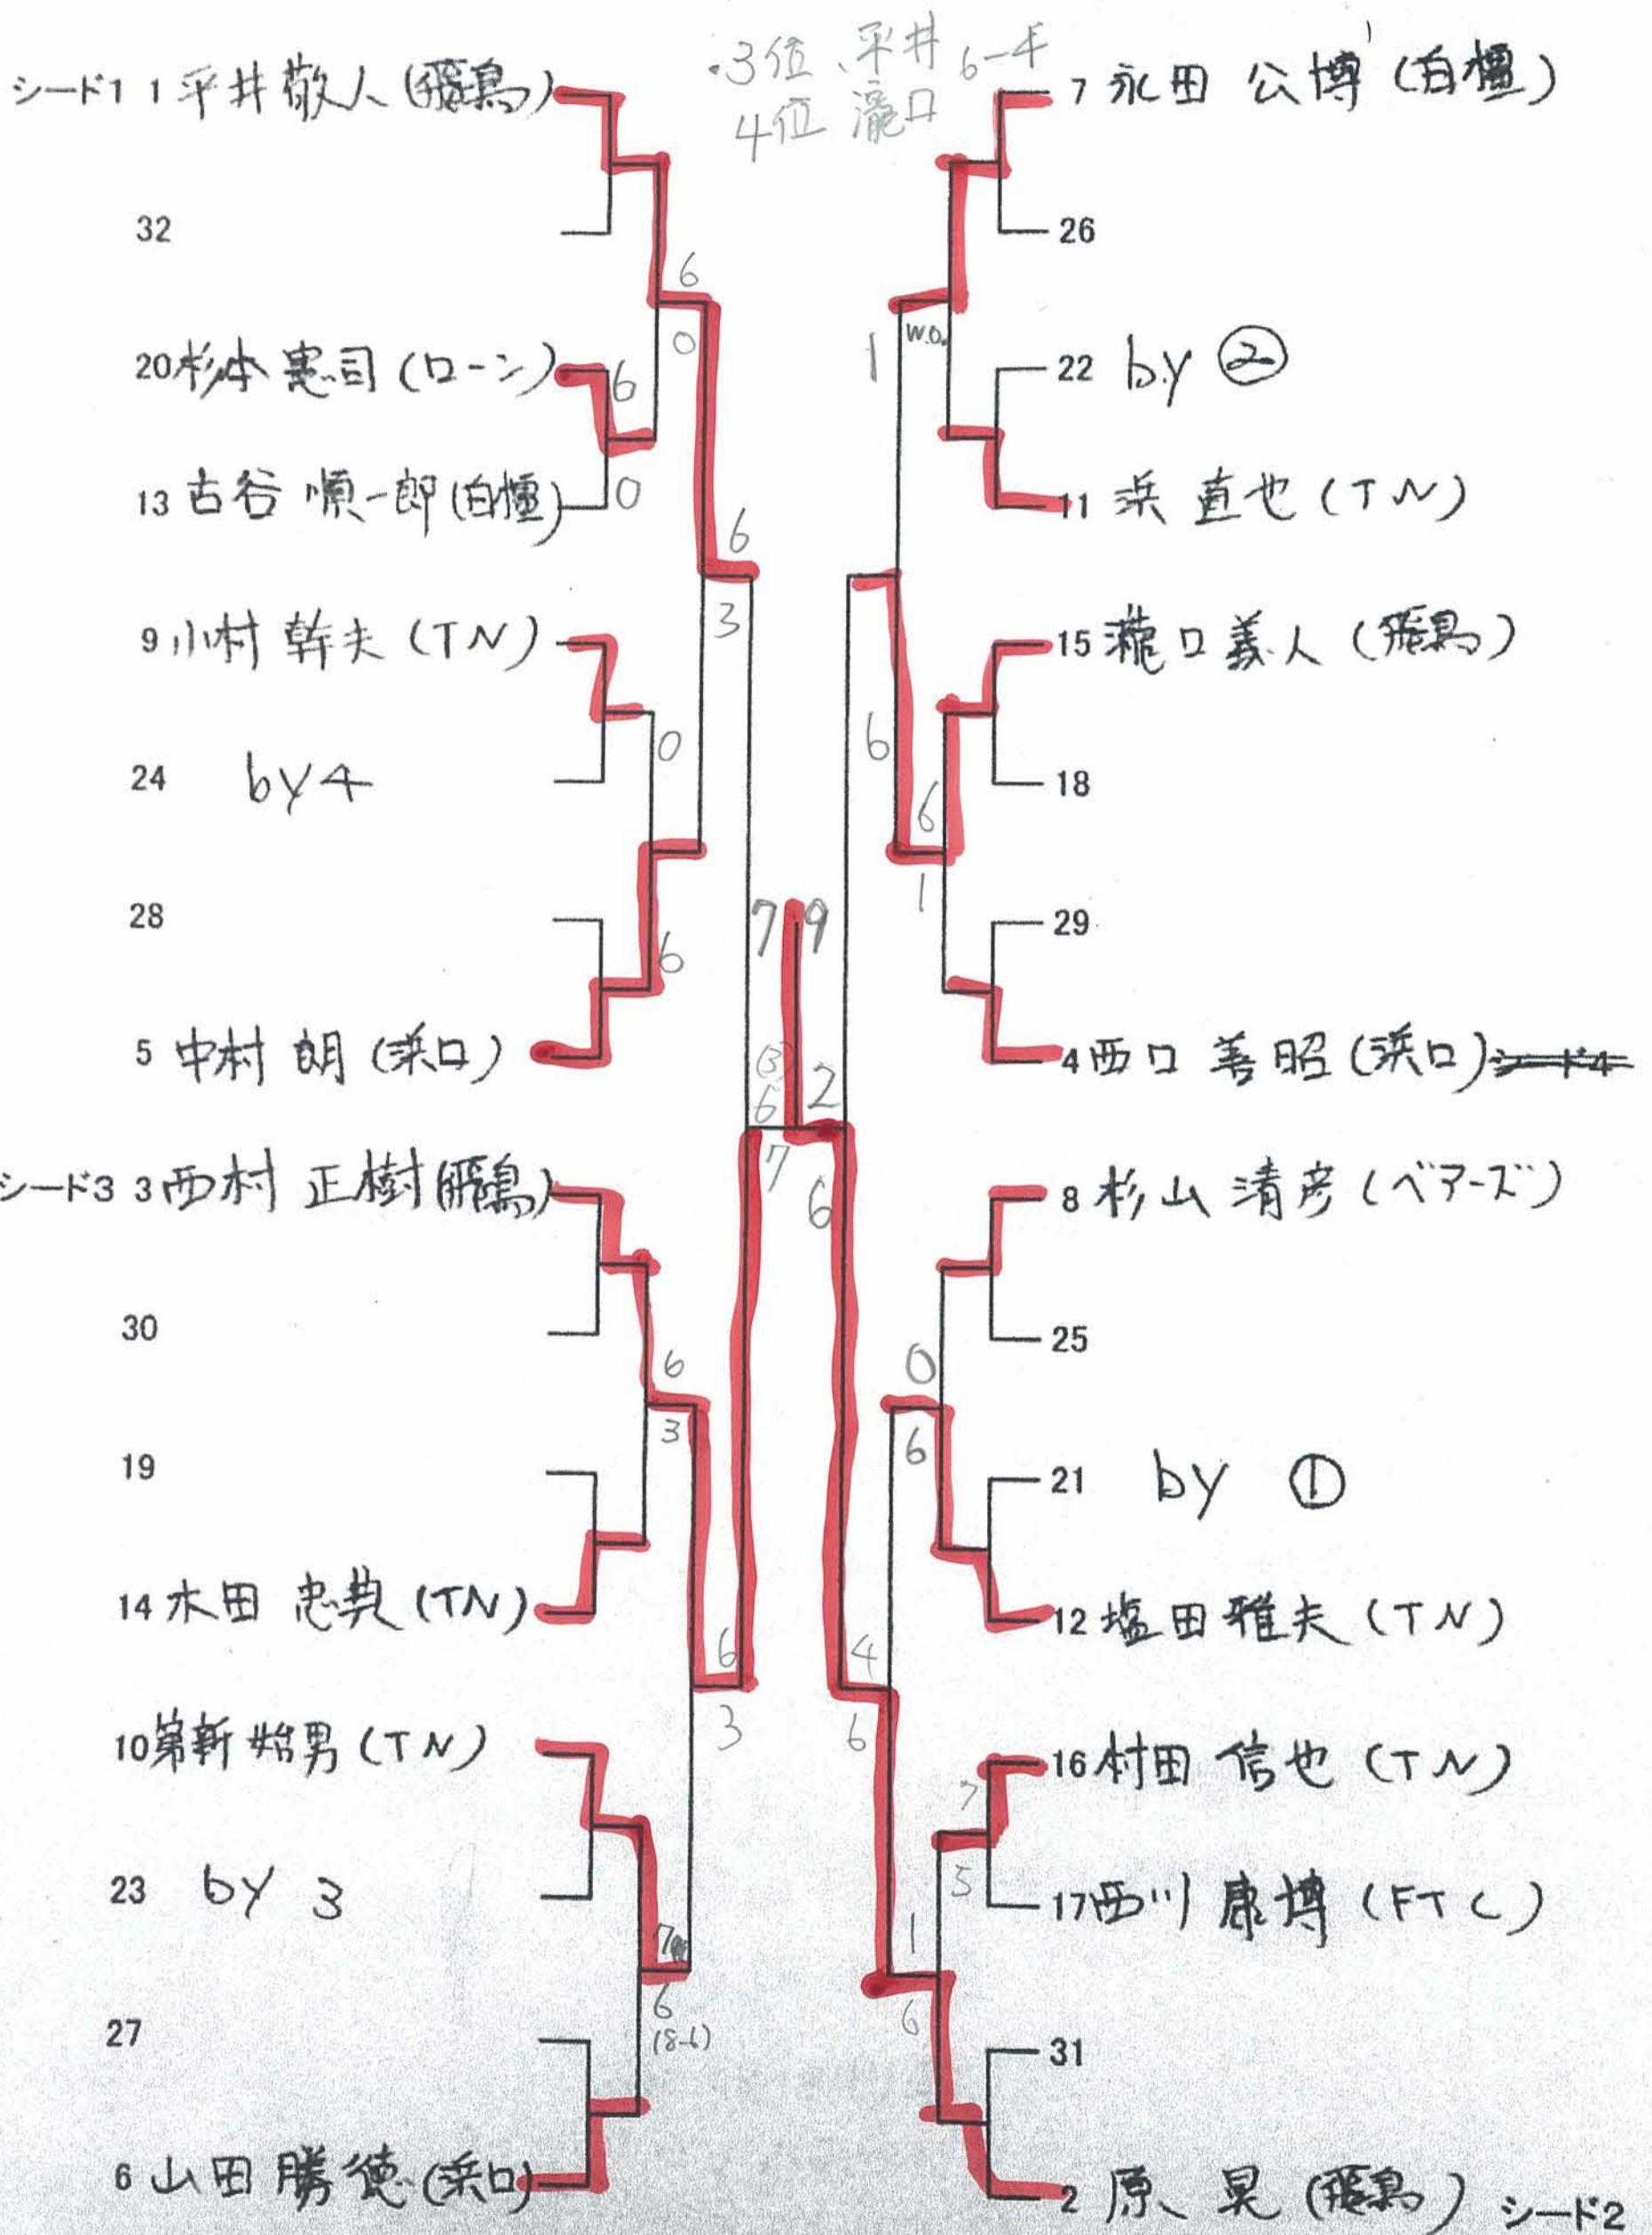 ・3位、平井 6-4
4位 瀧口
シード1 1 平井敬人(飛鳥)
32
6
0
20 杉本 恵司(ローン)
6
13 古谷 順一郎(白橿)
0
6
3
9 小村 幹夫(TN)
0
24 by 4
28
6
5 中村 朗(浜口)
シード3 3 西村 正樹(飛鳥)
30
6
3
19
14 木田 忠典(TN)
6
3
10 新 始男(TN)
23 by 3
7
6
(8-6)
27
6 山田 勝徳(浜口)
7 9
(3)
6 2
7 6
7 永田 公博(白橿)
26
1 W.O.
22 by ②
11 浜 直也(TN)
15 瀧口義人(飛鳥)
6
18
6
1
29
4 西口 善昭(浜口) シード4
8 杉山 清彦(ベアーズ)
25
0
6
21 by ①
12 塩田雅夫(TN)
4
6
16 村田 信也(TN)
7
5
17 西川 康博(FTC)
1
6
31
2 原、晃(飛鳥) シード2